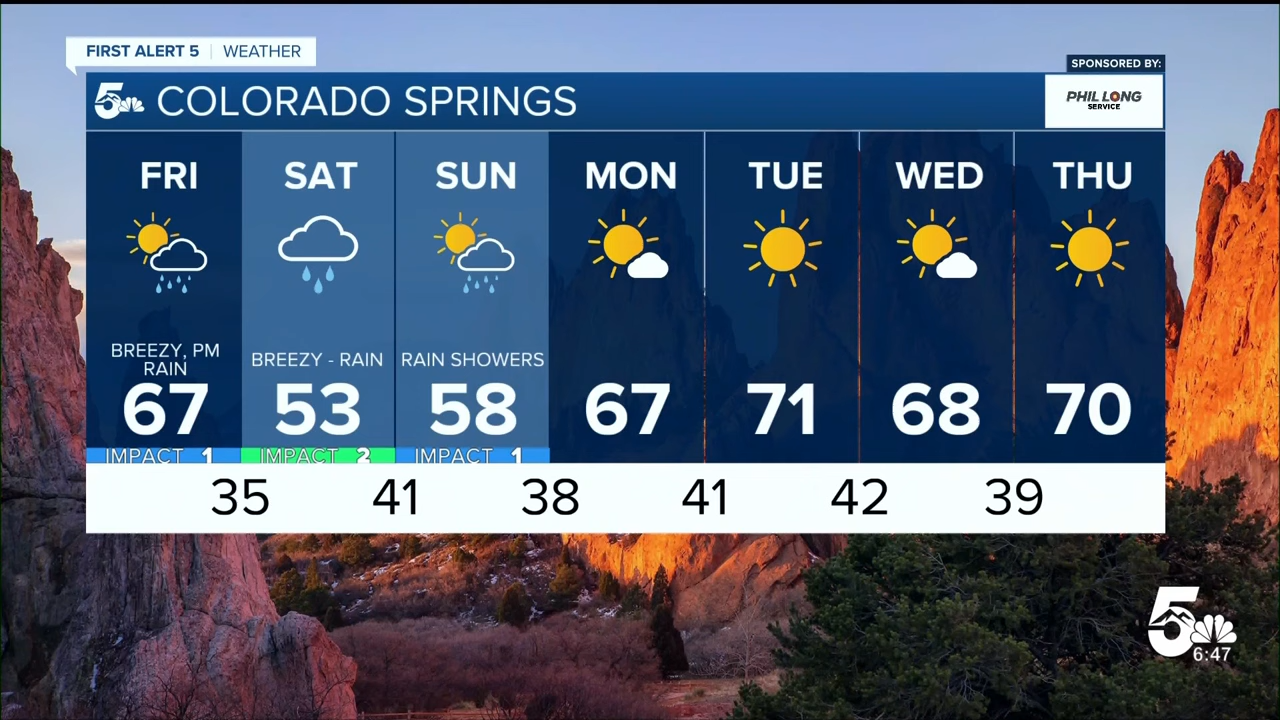 FIRST ALERT 5 | WEATHER
SPONSORED BY:
5 COLORADO SPRINGS
PHIL LONG
SERVICE
FRI SAT SUN MON TUE WED THU
BREEZY, PM
RAIN
BREEZY - RAIN
RAIN SHOWERS
67 53 58 67 71 68 70
IMPACT 1 IMPACT 2 IMPACT 1
35 41 38 41 42 39
5
6:47